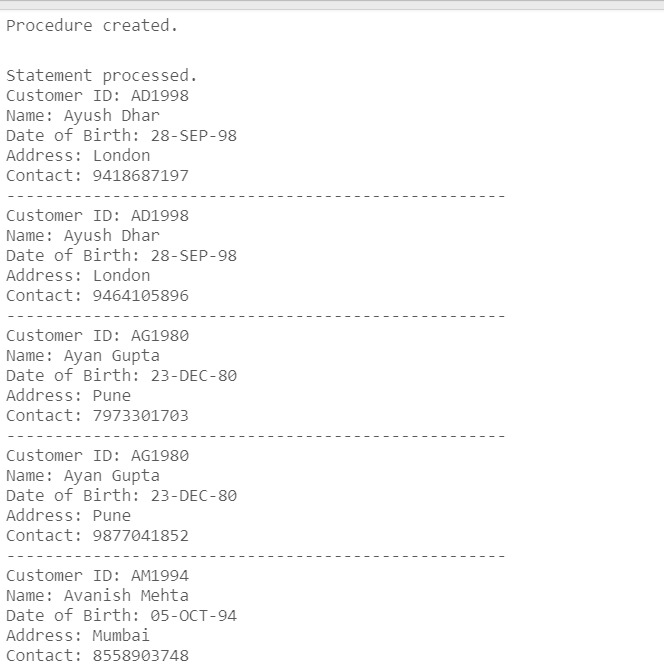 Procedure created.
Statement processed.
Customer ID: AD1998
Name: Ayush Dhar
Date of Birth: 28-SEP-98
Address: London
Contact: 9418687197
----------------------------------------------------
Customer ID: AD1998
Name: Ayush Dhar
Date of Birth: 28-SEP-98
Address: London
Contact: 9464105896
----------------------------------------------------
Customer ID: AG1980
Name: Ayan Gupta
Date of Birth: 23-DEC-80
Address: Pune
Contact: 7973301703
----------------------------------------------------
Customer ID: AG1980
Name: Ayan Gupta
Date of Birth: 23-DEC-80
Address: Pune
Contact: 9877041852
----------------------------------------------------
Customer ID: AM1994
Name: Avanish Mehta
Date of Birth: 05-OCT-94
Address: Mumbai
Contact: 8558903748